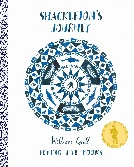 SHACKLETON'S
JOURNEY
William Grill
FLYING EYE BOOKS